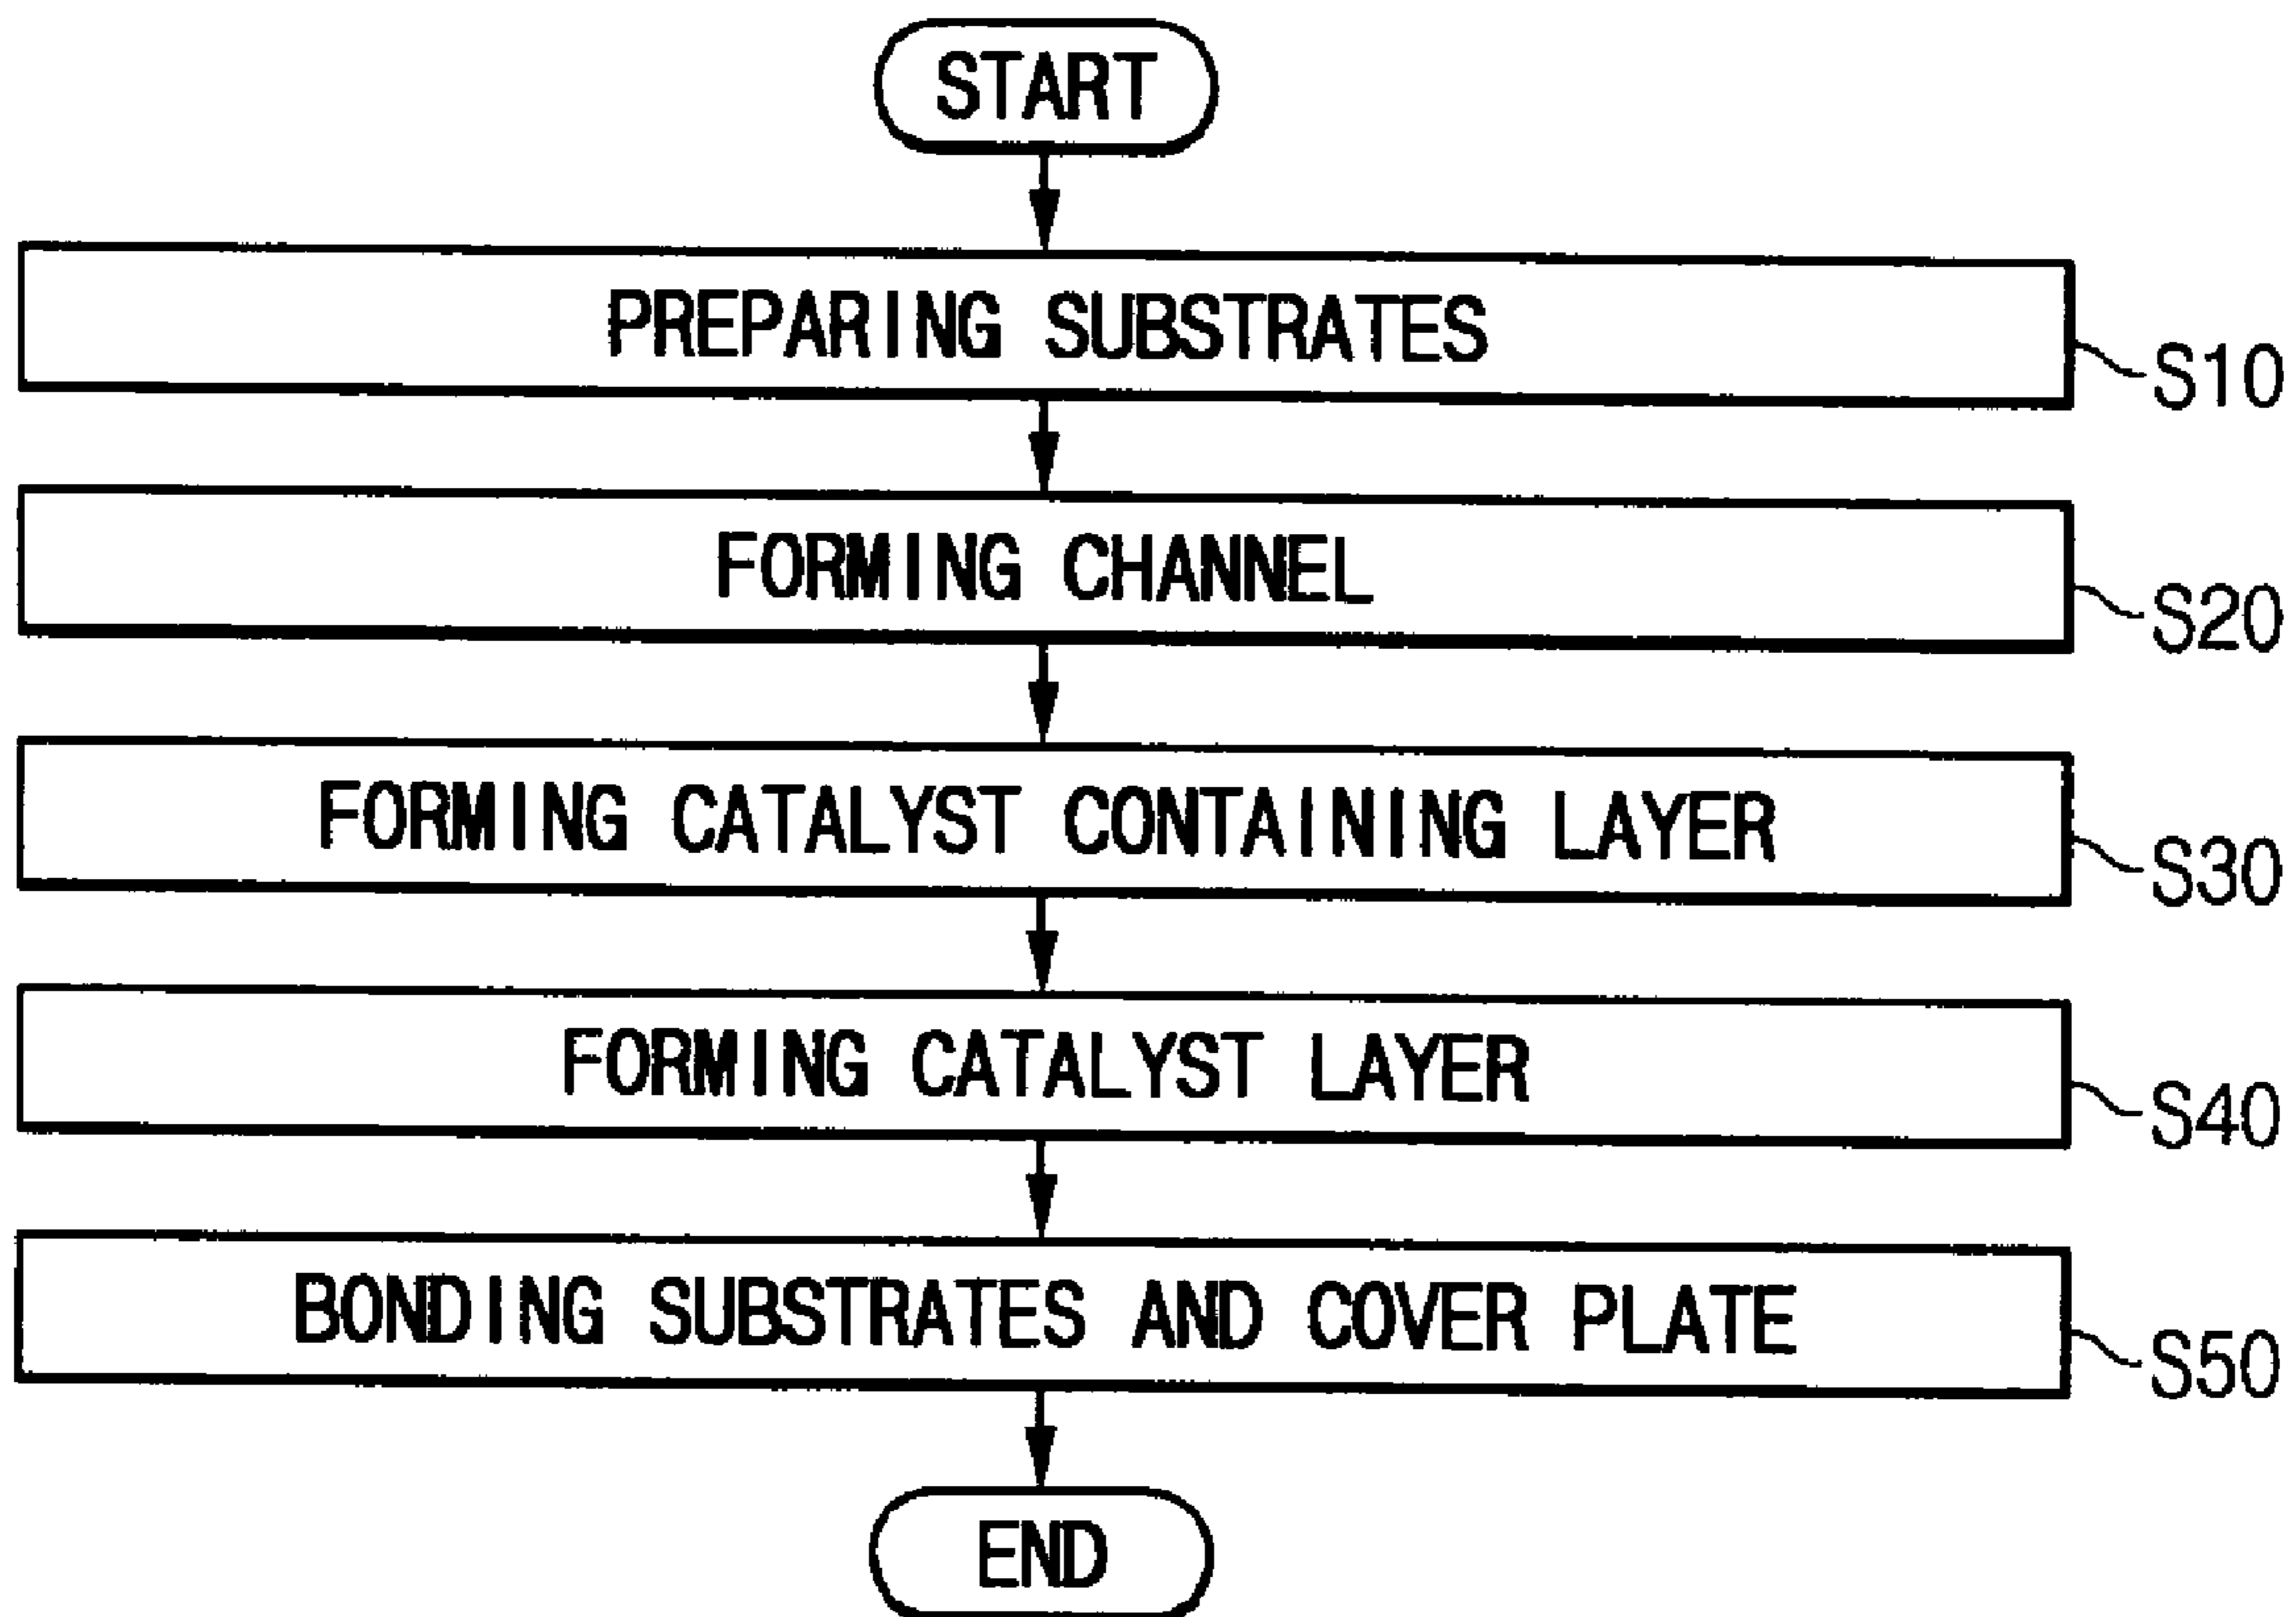 START
PREPARING SUBSTRATES
S10
FORMING CHANNEL
S20
FORMING CATALYST CONTAINING LAYER
S30
FORMING CATALYST LAYER
S40
BONDING SUBSTRATES AND COVER PLATE
S50
END